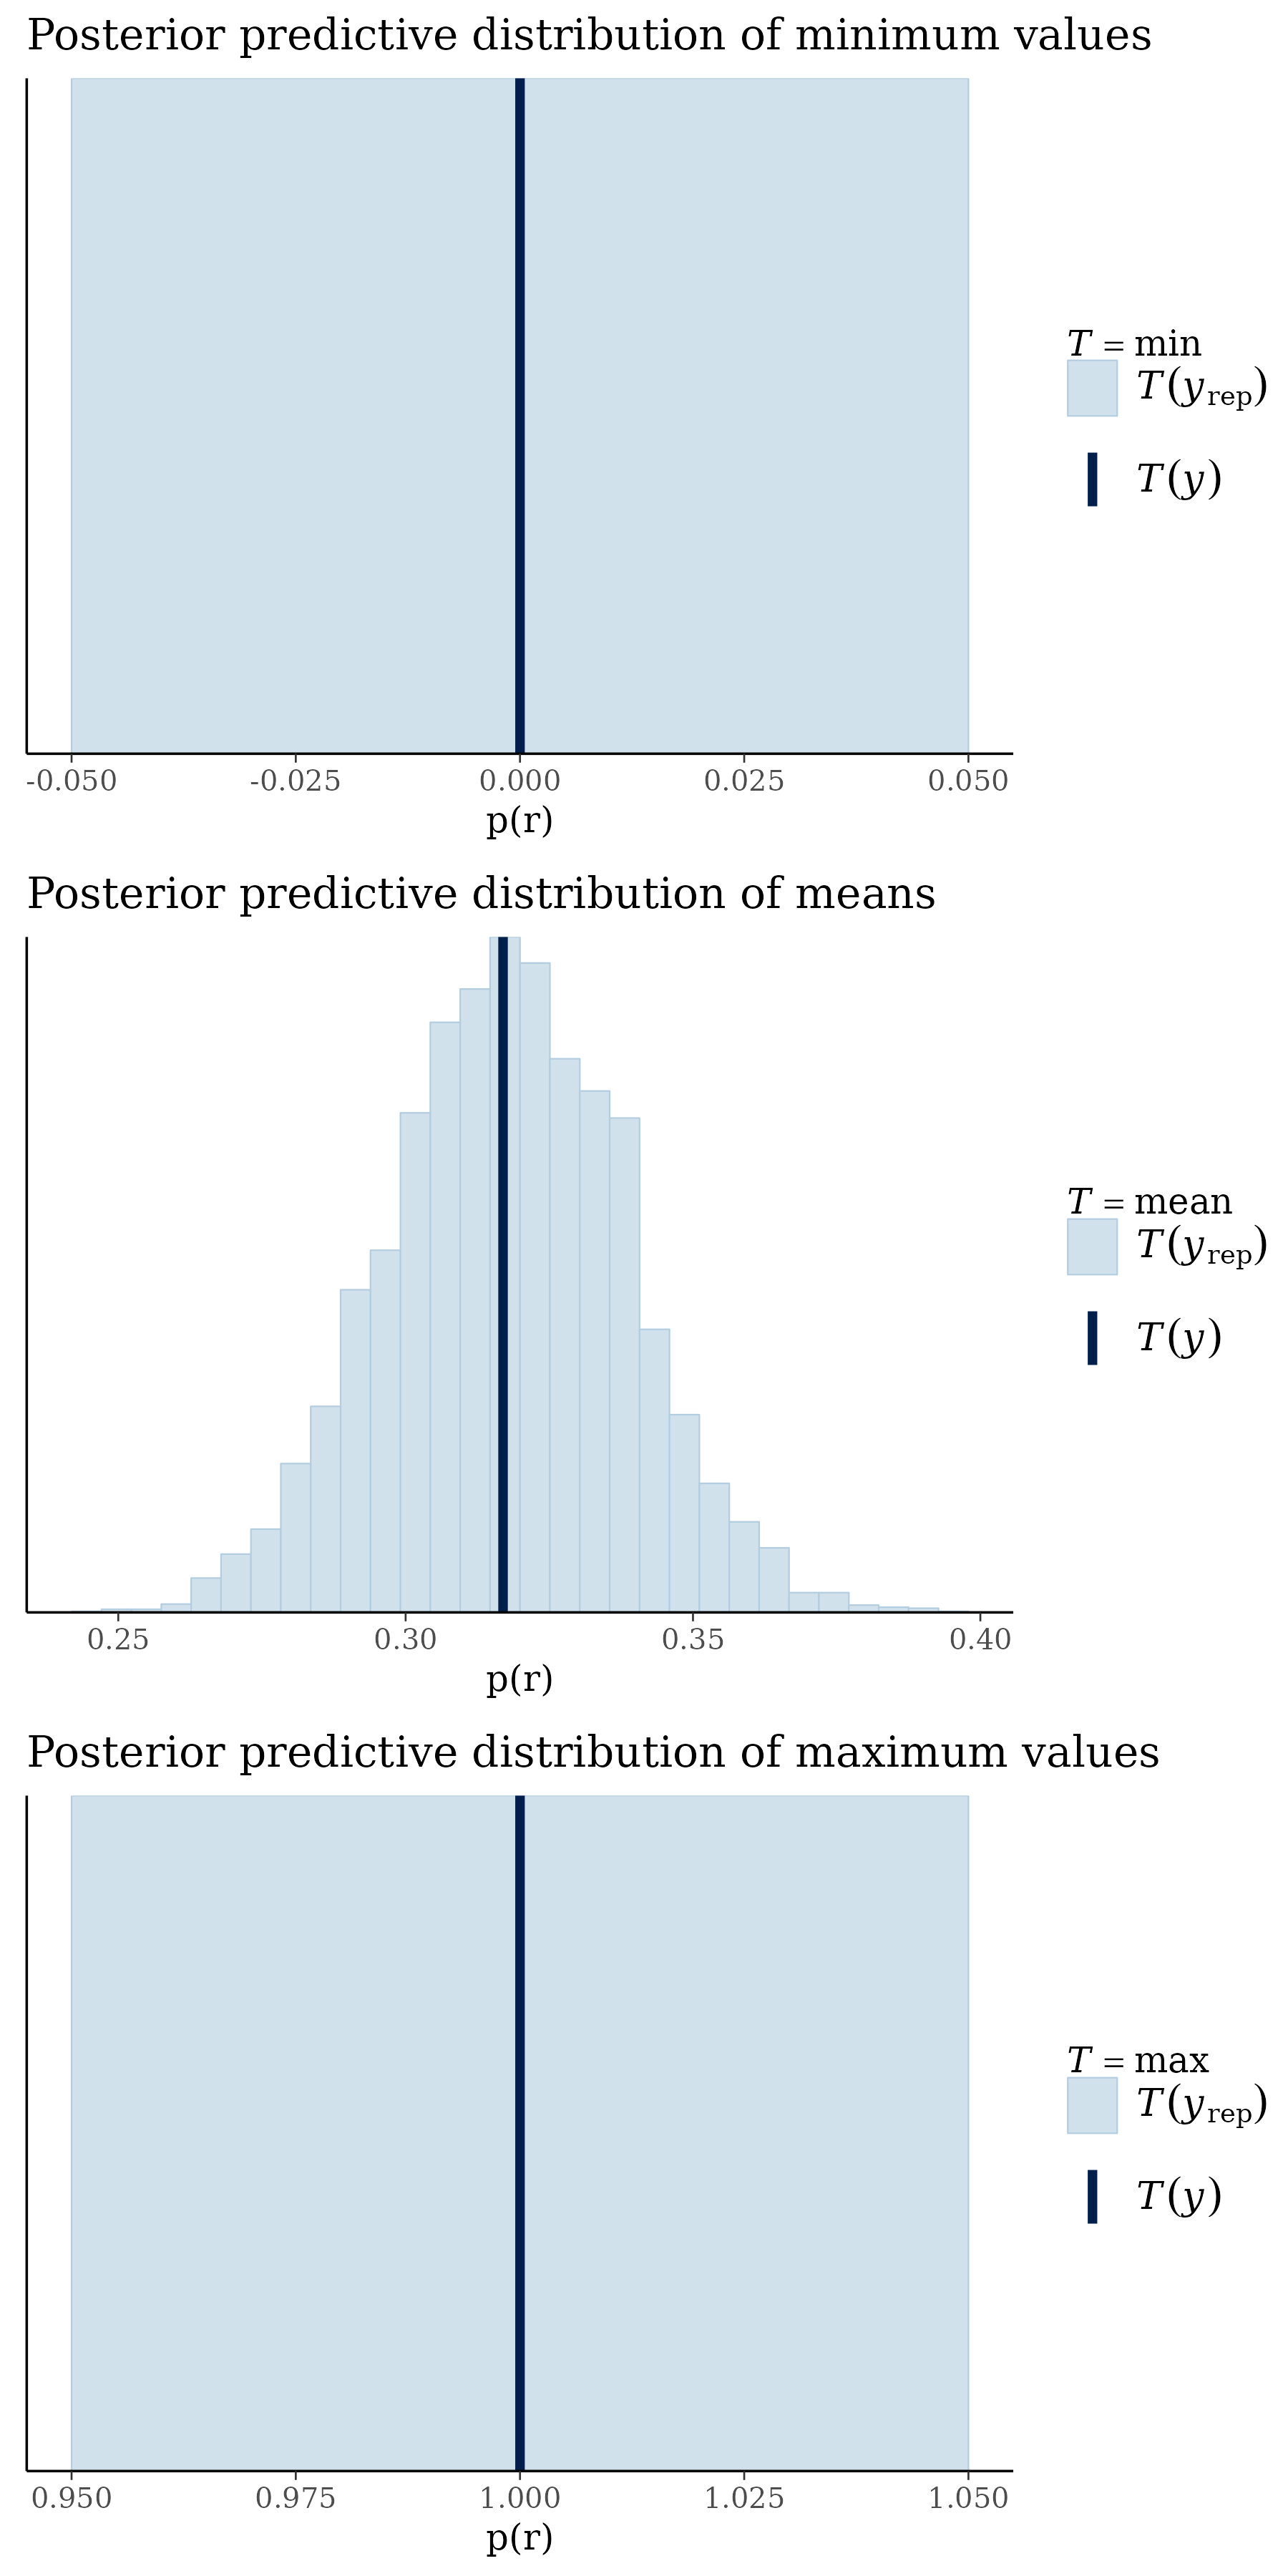 Posterior predictive distribution of minimum values
T = min
T(yrep)
T(y)
-0.050 -0.025 0.000 0.025 0.050
p(r)
Posterior predictive distribution of means
T = mean
T(yrep)
T(y)
0.25 0.30 0.35 0.40
p(r)
Posterior predictive distribution of maximum values
T = max
T(yrep)
T(y)
0.950 0.975 1.000 1.025 1.050
p(r)